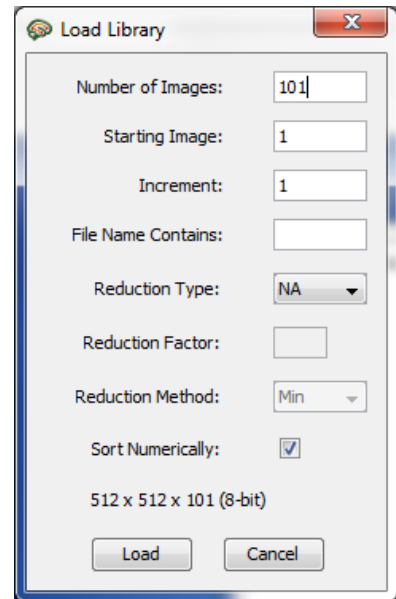 Load Library
Number of Images: 101
Starting Image: 1
Increment: 1
File Name Contains:
Reduction Type: NA
Reduction Factor:
Reduction Method: Min
Sort Numerically:
512 x 512 x 101 (8-bit)
Load Cancel